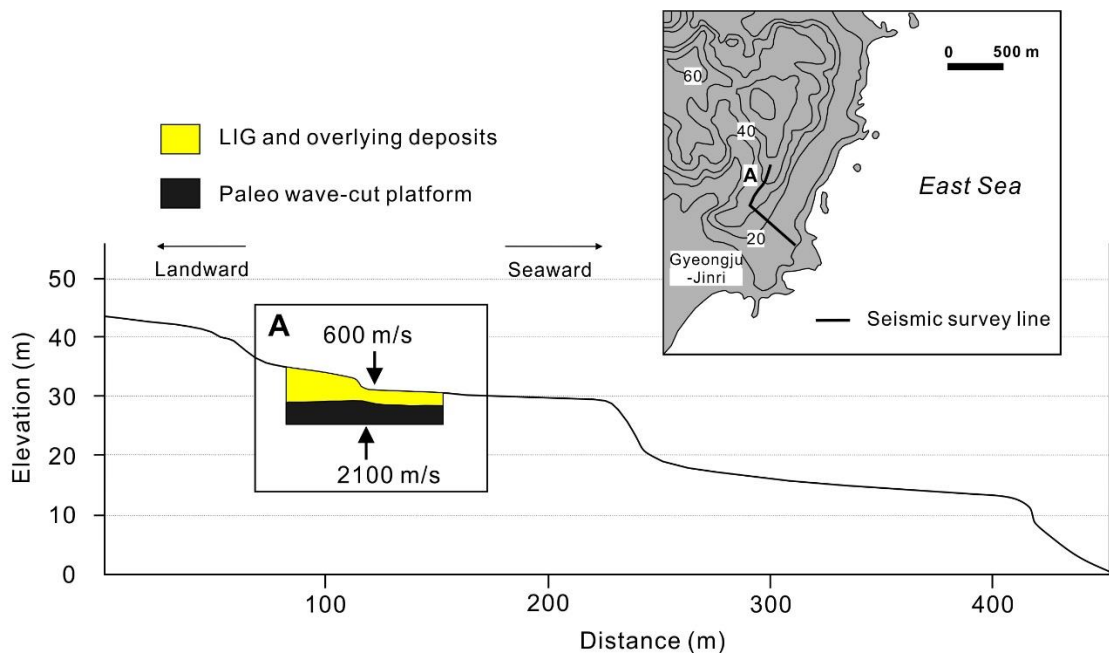 0 500 m
60
40
A
East Sea
20
Gyeongju
-Jinri
Seismic survey line
LIG and overlying deposits
Paleo wave-cut platform
Landward
Seaward
A
600 m/s
2100 m/s
Elevation (m)
50
40
30
20
10
0
100
200
300
400
Distance (m)